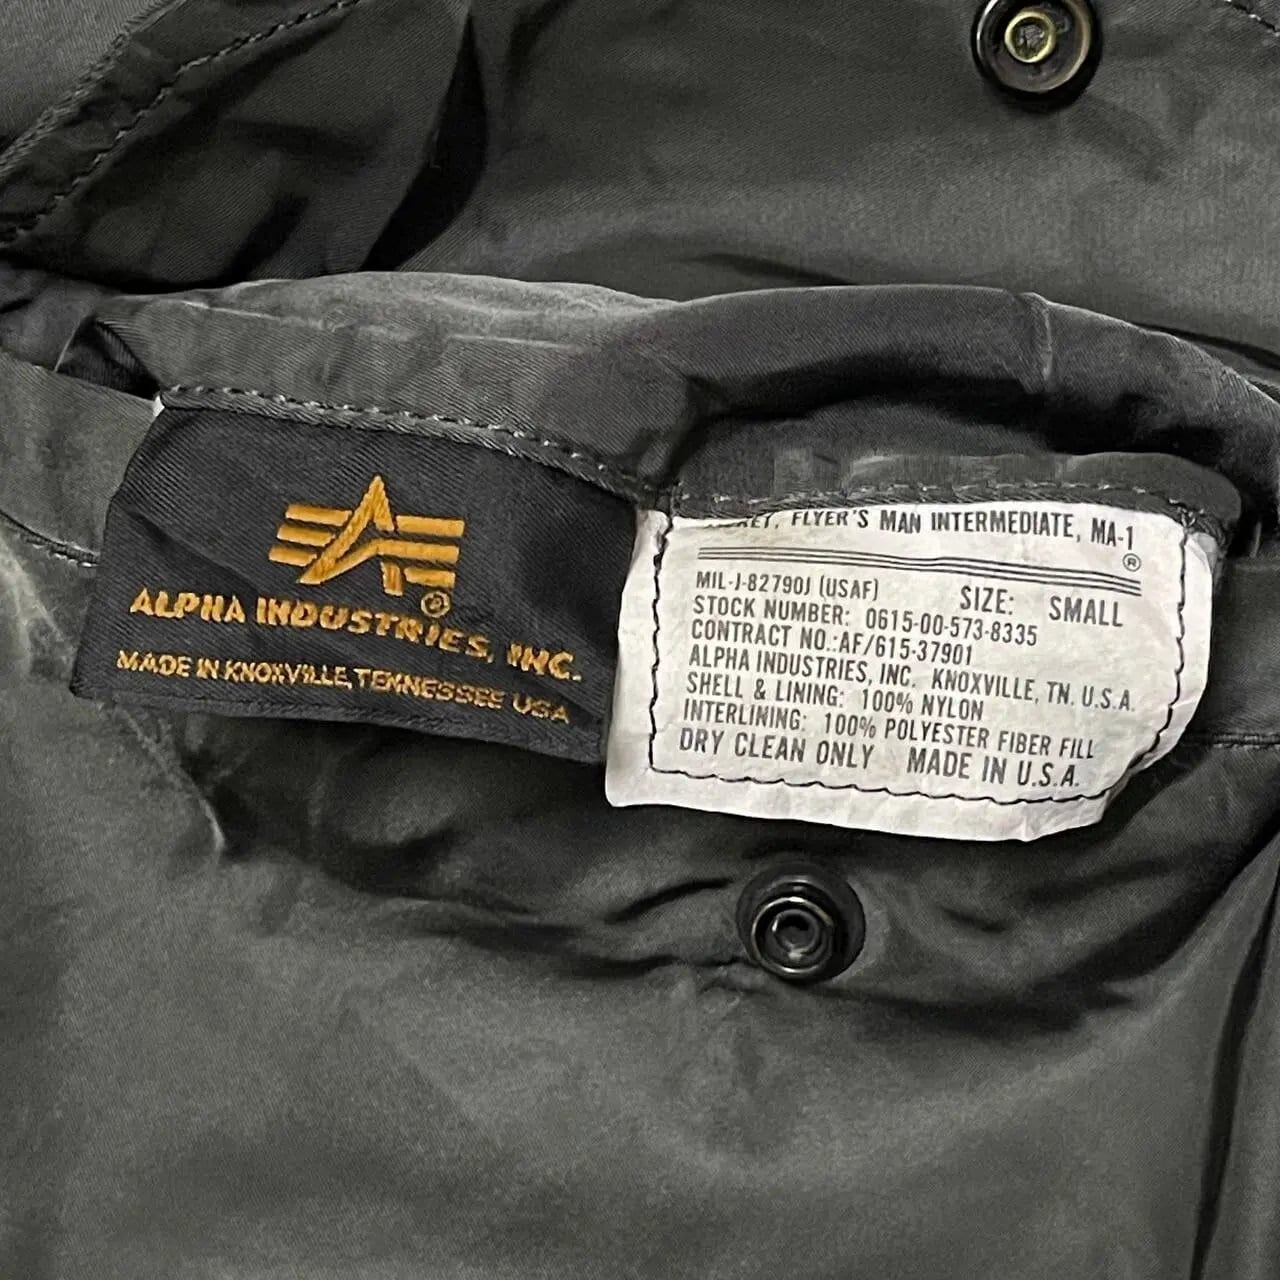 ALPHA INDUSTRIES, INC.
MADE IN KNOXVILLE, TENNESSEE USA
FLYER'S MAN INTERMEDIATE, MA-1
®
MIL-J-82790J (USAF) SIZE: SMALL
STOCK NUMBER: 0615-00-573-8335
CONTRACT NO.:AF/615-37901
ALPHA INDUSTRIES, INC. KNOXVILLE, TN. U.S.A.
SHELL & LINING: 100% NYLON
INTERLINING: 100% POLYESTER FIBER FILL
DRY CLEAN ONLY MADE IN U.S.A.